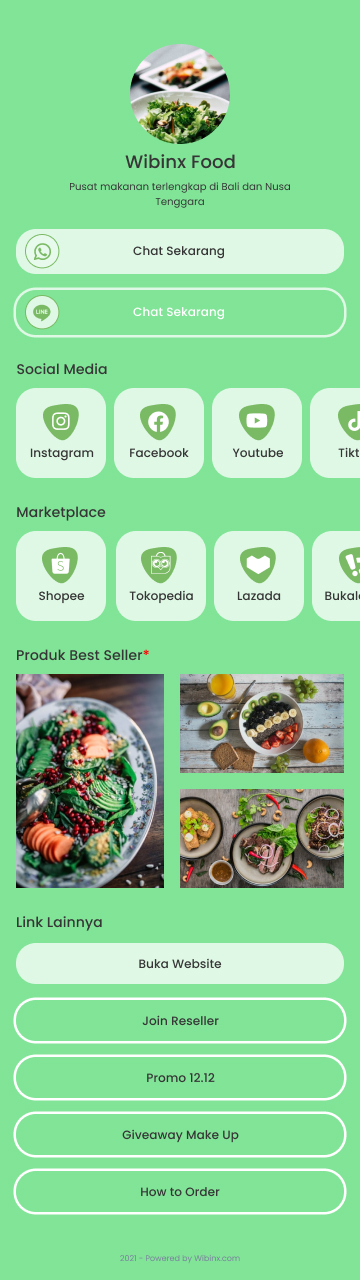 Wibinx Food
Pusat makanan terlengkap di Bali dan Nusa
Tenggara
Chat Sekarang
LINE
Chat Sekarang
Social Media
Instagram
Facebook
Youtube
Tikt
Marketplace
Shopee
Tokopedia
Lazada
Bukala
Produk Best Seller*
Link Lainnya
Buka Website
Join Reseller
Promo 12.12
Giveaway Make Up
How to Order
2021 - Powered by Wibinx.com